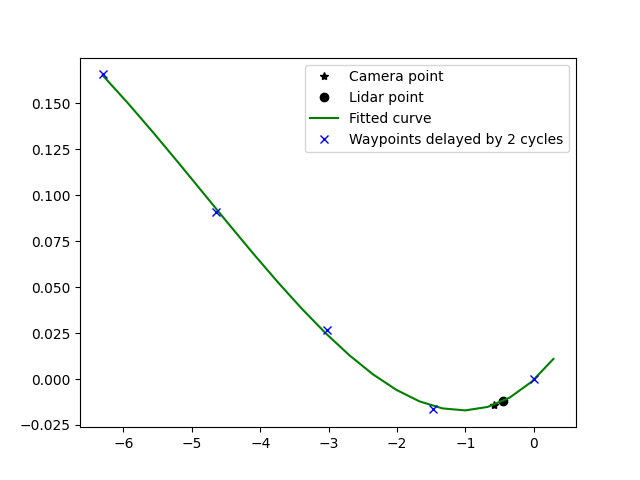 Camera point
Lidar point
Fitted curve
Waypoints delayed by 2 cycles
0.150
0.125
0.100
0.075
0.050
0.025
0.000
−0.025
−6 −5 −4 −3 −2 −1 0